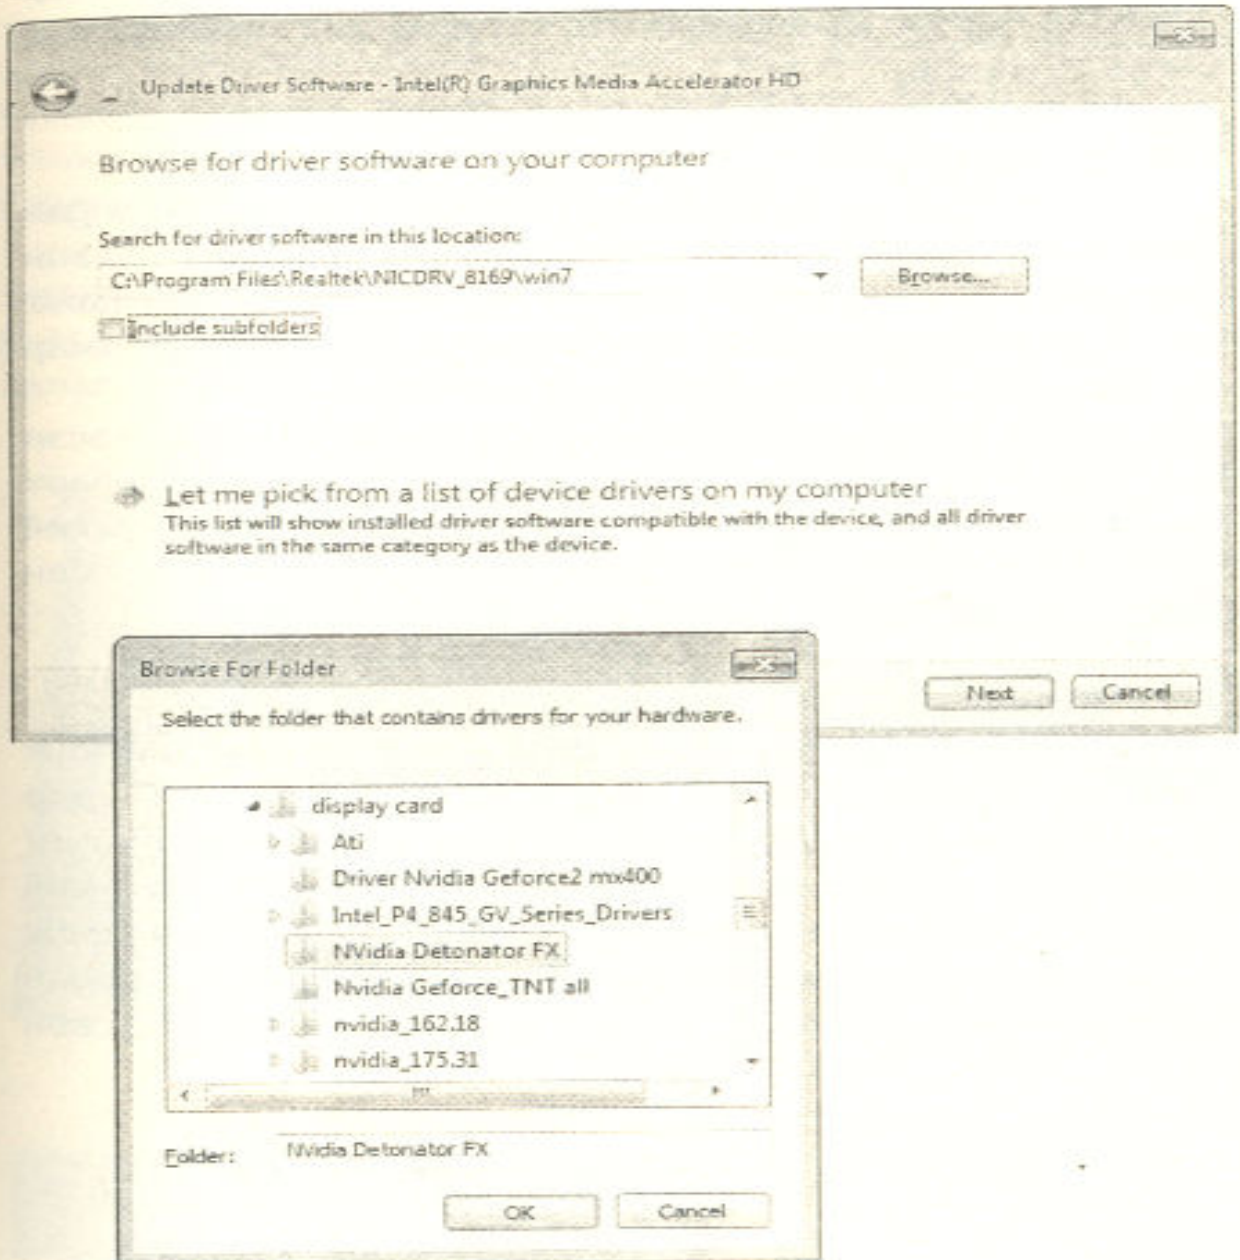 Update Driver Software - Intel(R) Graphics Media Accelerator HD
Browse for driver software on your computer
Search for driver software in this location:
C:\Program Files\Realtek\NICDRV_8169\win7
Browse...
Include subfolders
Let me pick from a list of device drivers on my computer
This list will show installed driver software compatible with the device, and all driver
software in the same category as the device.
Next
Cancel
Browse For Folder
Select the folder that contains drivers for your hardware.
display card
Ati
Driver Nvidia Geforce2 mx400
Intel_P4_845_GV_Series_Drivers
NVidia Detonator FX
Nvidia Geforce_TNT all
nvidia_162.18
nvidia_175.31
Folder:
NVidia Detonator FX
OK
Cancel